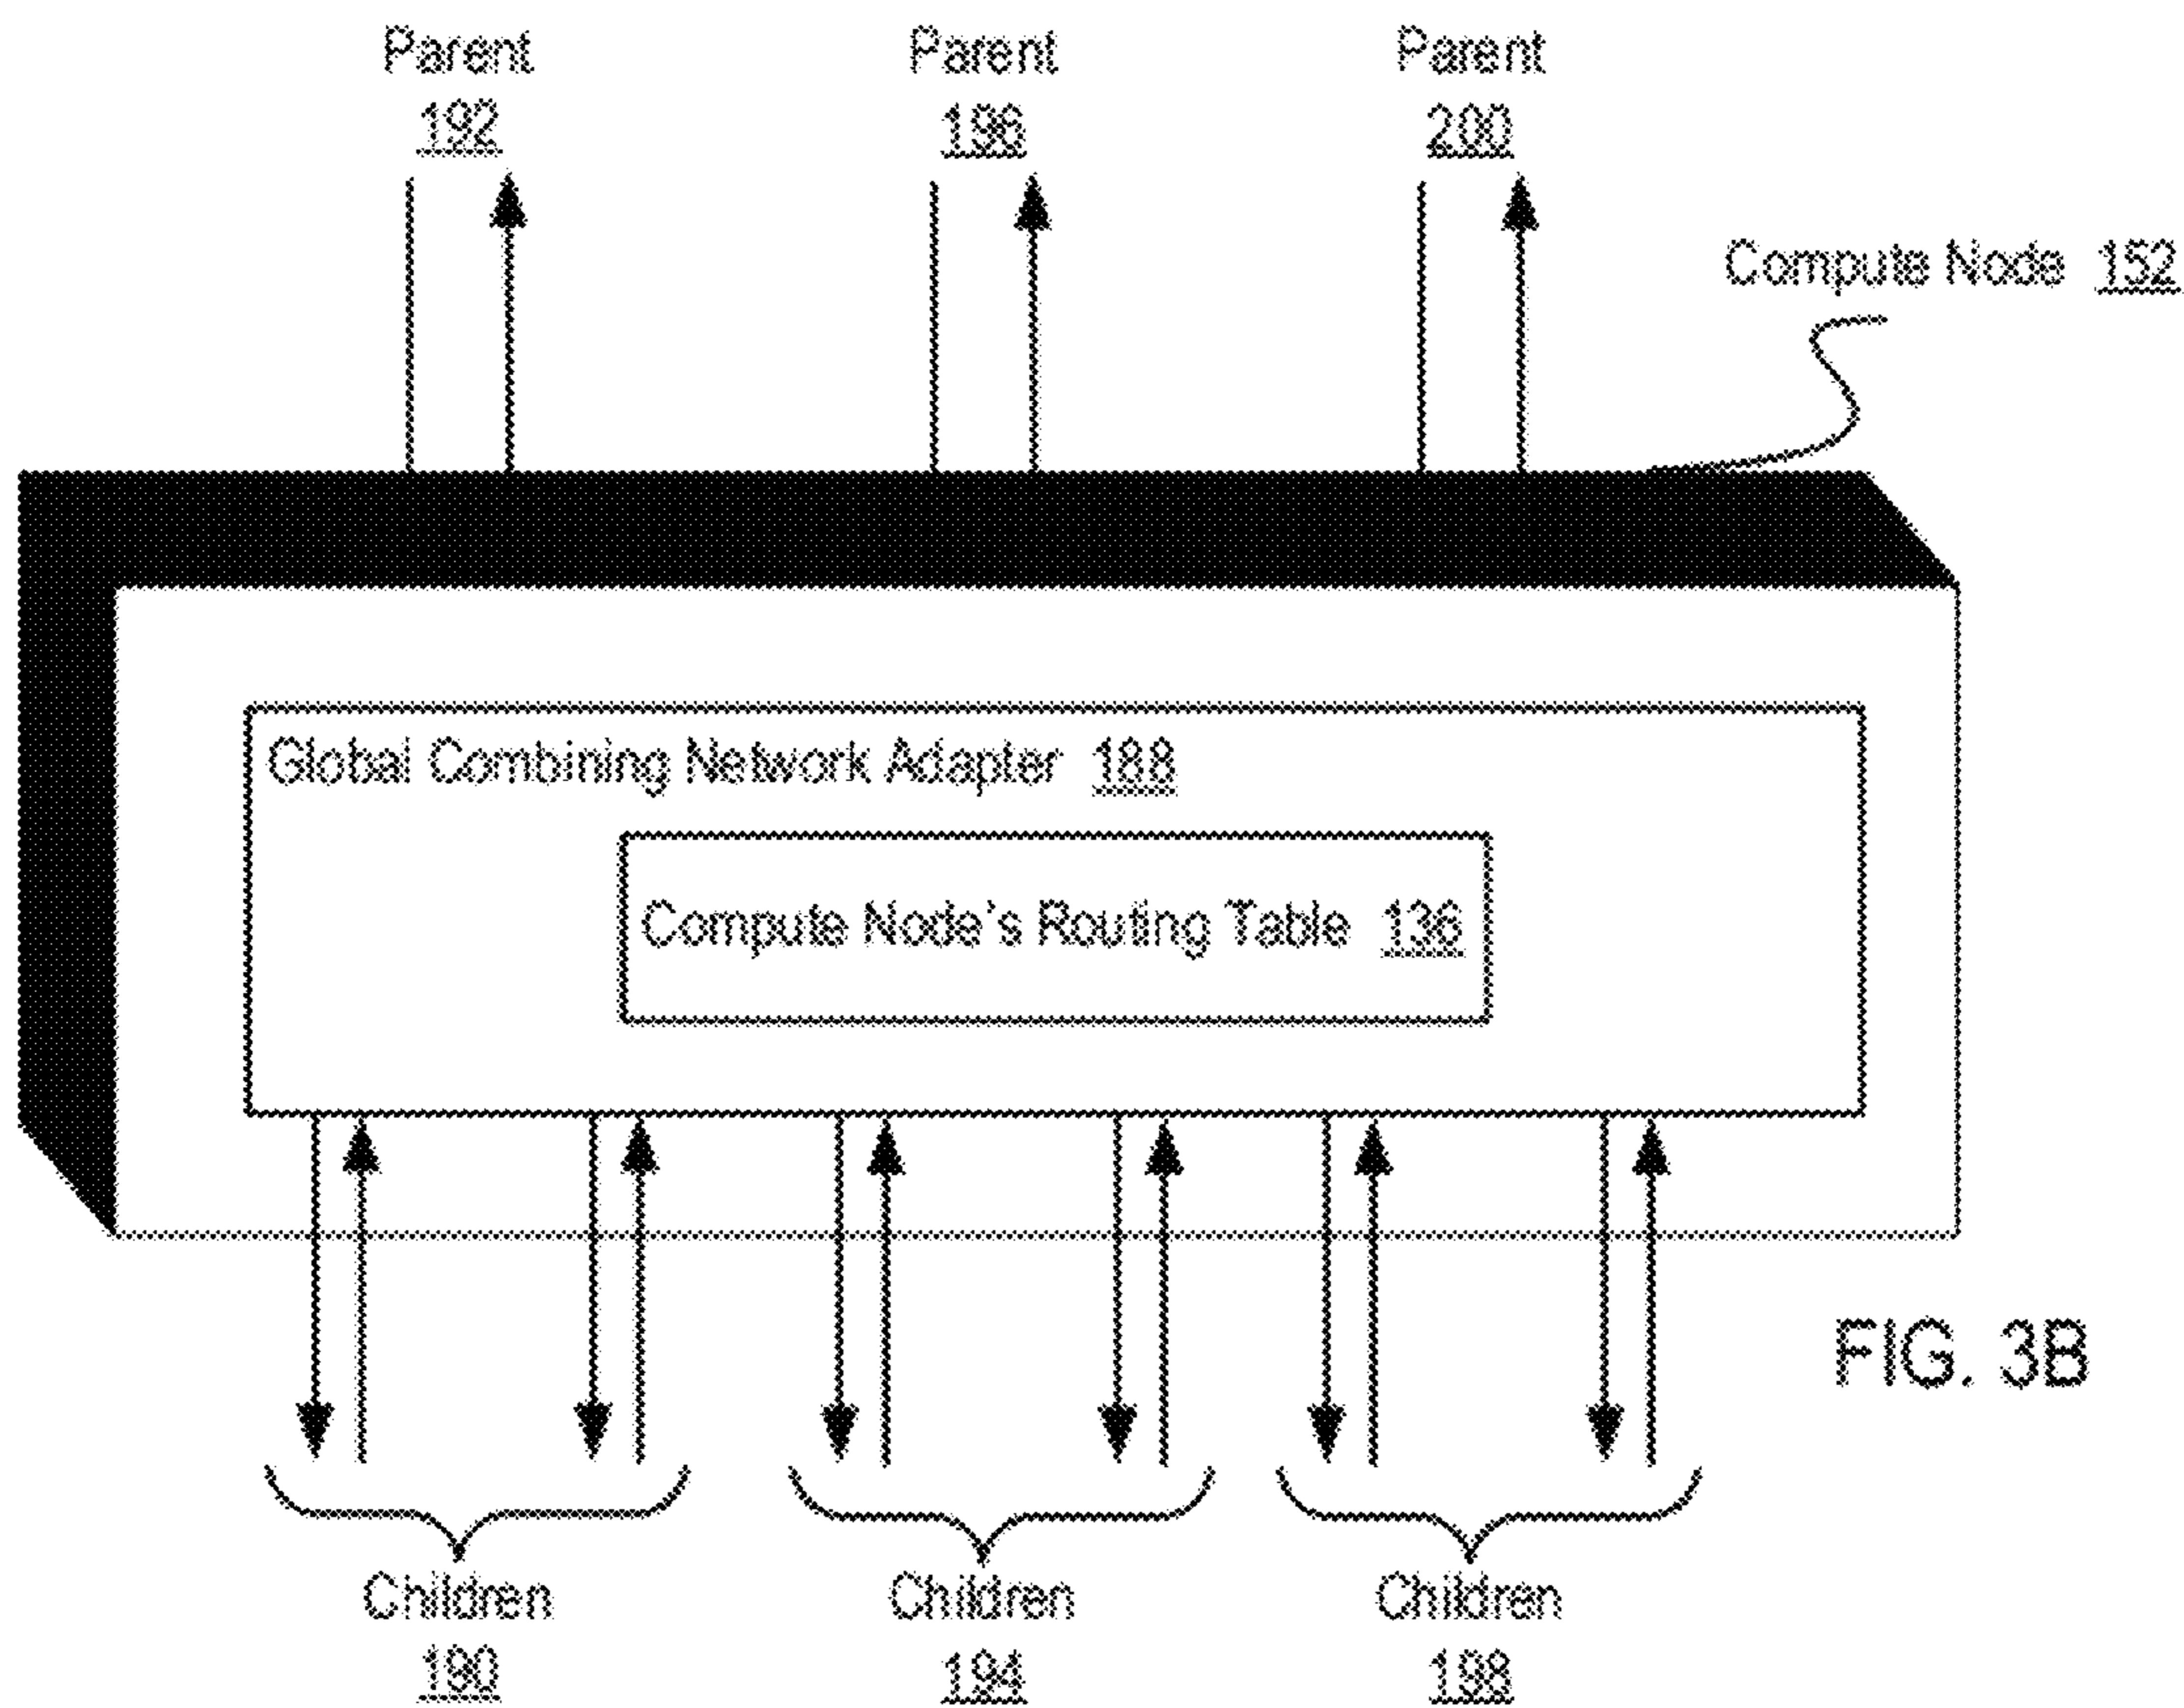 Parent
192
Parent
196
Parent
200
Compute Node 152
Global Combining Network Adapter 188
Compute Node's Routing Table 136
FIG. 3B
Children
190
Children
194
Children
198